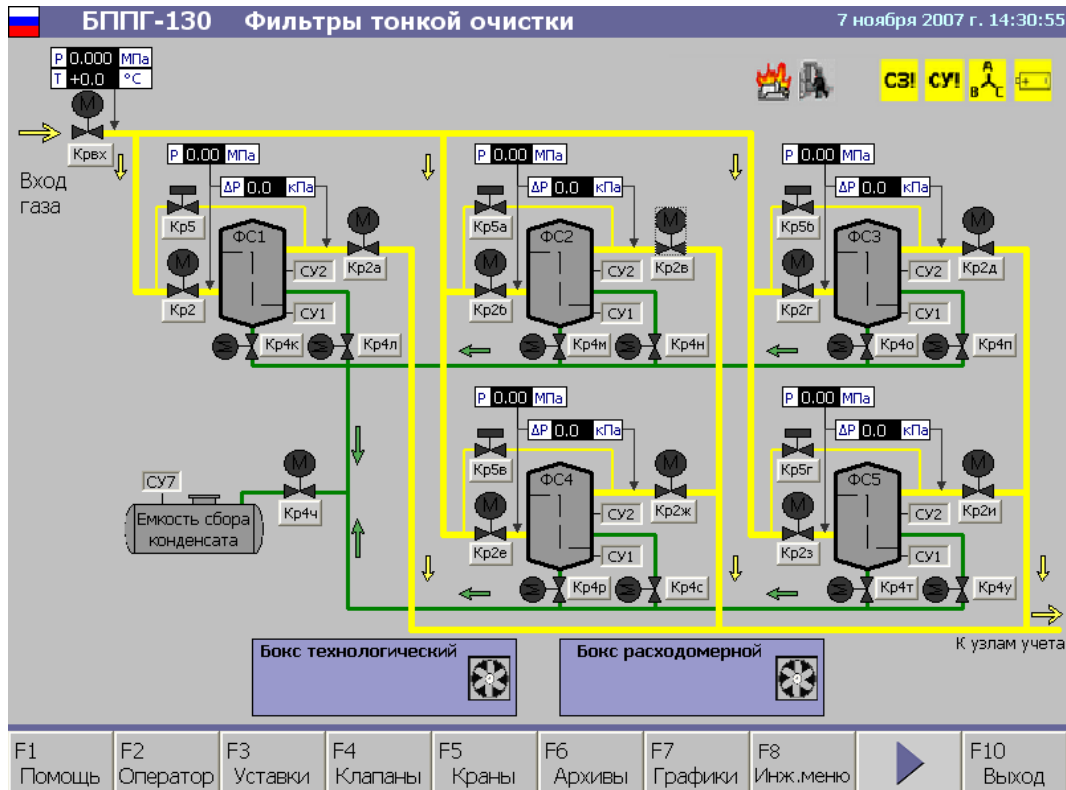 БППГ-130 Фильтры тонкой очистки 7 ноября 2007 г. 14:30:55
P 0.000 МПа
T +0.0 °C
M
Крвх
Вход
газа
СЗ! СУ! A B C
P 0.00 МПа
ΔP 0.0 кПа
Кр5
ФС1
M
Кр2а
M
Кр2
СУ2
СУ1
Кр4к
Кр4л
P 0.00 МПа
ΔP 0.0 кПа
Кр5а
ФС2
M
Кр2в
M
Кр2б
СУ2
СУ1
Кр4м
Кр4н
P 0.00 МПа
ΔP 0.0 кПа
Кр5б
ФС3
M
Кр2д
M
Кр2г
СУ2
СУ1
Кр4о
Кр4п
СУ7
Емкость сбора
конденсата
M
Кр4ч
P 0.00 МПа
ΔP 0.0 кПа
Кр5в
ФС4
M
Кр2ж
M
Кр2е
СУ2
СУ1
Кр4р
Кр4с
P 0.00 МПа
ΔP 0.0 кПа
Кр5г
ФС5
M
Кр2и
M
Кр2з
СУ2
СУ1
Кр4т
Кр4у
К узлам учета
Бокс технологический
Бокс расходомерной
F1 Помощь
F2 Оператор
F3 Уставки
F4 Клапаны
F5 Краны
F6 Архивы
F7 Графики
F8 Инж.меню
F10 Выход